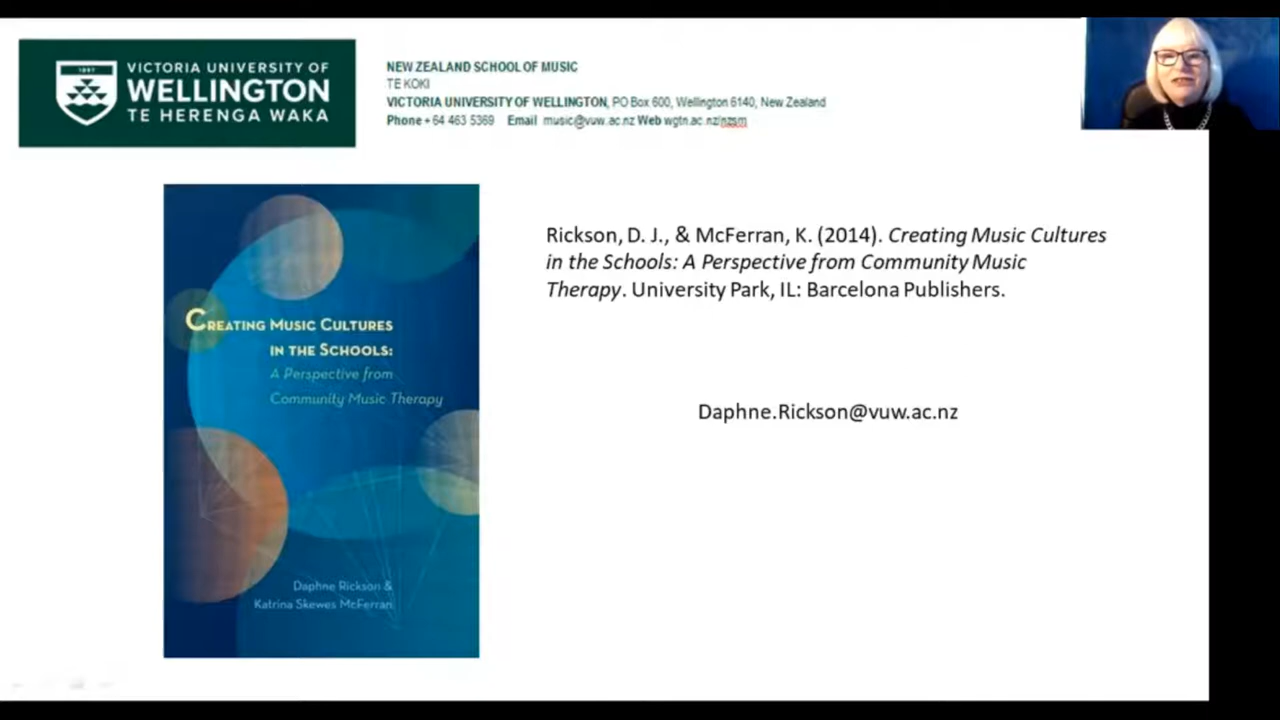 1897
VICTORIA UNIVERSITY OF
WELLINGTON
TE HERENGA WAKA
NEW ZEALAND SCHOOL OF MUSIC
TE KOKI
VICTORIA UNIVERSITY OF WELLINGTON, PO Box 600, Wellington 6140, New Zealand
Phone + 64 463 5369 Email music@vuw.ac.nz Web wgtn.ac.nz/nzsm
CREATING MUSIC CULTURES
IN THE SCHOOLS:
A Perspective from
Community Music Therapy
Daphne Rickson &
Katrina Skewes McFerran
Rickson, D. J., & McFerran, K. (2014). Creating Music Cultures
in the Schools: A Perspective from Community Music
Therapy. University Park, IL: Barcelona Publishers.
Daphne.Rickson@vuw.ac.nz